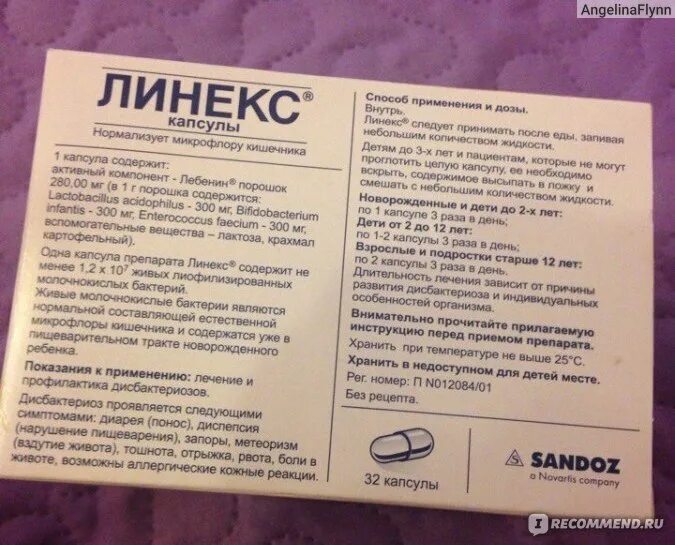 AngelinaFlynn
ЛИНЕКС®
капсулы
Нормализует микрофлору кишечника
1 капсула содержит:
активный компонент - Лебенин® порошок
280,00 мг (в 1 г порошка содержится:
Lactobacillus acidophilus - 300 мг, Bifidobacterium
infantis - 300 мг, Enterococcus faecium - 300 мг,
вспомогательные вещества – лактоза, крахмал
картофельный).
Одна капсула препарата Линекс® содержит не
менее 1,2 x 10⁷ живых лиофилизированных
молочнокислых бактерий.
Живые молочнокислые бактерии являются
нормальной составляющей естественной
микрофлоры кишечника и содержатся уже в
пищеварительном тракте новорожденного
ребенка.
Показания к применению: лечение и
профилактика дисбактериозов.
Дисбактериоз проявляется следующими
симптомами: диарея (понос), диспепсия
(нарушение пищеварения), запоры, метеоризм
(вздутие живота), тошнота, отрыжка, рвота, боли в
животе, возможны аллергические кожные реакции.
Способ применения и дозы.
Внутрь.
Линекс® следует принимать после еды, запивая
небольшим количеством жидкости.
Детям до 3-х лет и пациентам, которые не могут
проглотить целую капсулу, ее необходимо
вскрыть, содержимое высыпать в ложку и
смешать с небольшим количеством жидкости.
Новорожденные и дети до 2-х лет:
по 1 капсуле 3 раза в день;
Дети от 2 до 12 лет:
по 1-2 капсулы 3 раза в день;
Взрослые и подростки старше 12 лет:
по 2 капсулы 3 раза в день.
Длительность лечения зависит от причины
развития дисбактериоза и индивидуальных
особенностей организма.
Внимательно прочитайте прилагаемую
инструкцию перед приемом препарата.
Хранить при температуре не выше 25°C.
Хранить в недоступном для детей месте.
Рег. номер: П N012084/01
Без рецепта.
32 капсулы
SANDOZ
a Novartis company
IRECOMMEND.RU